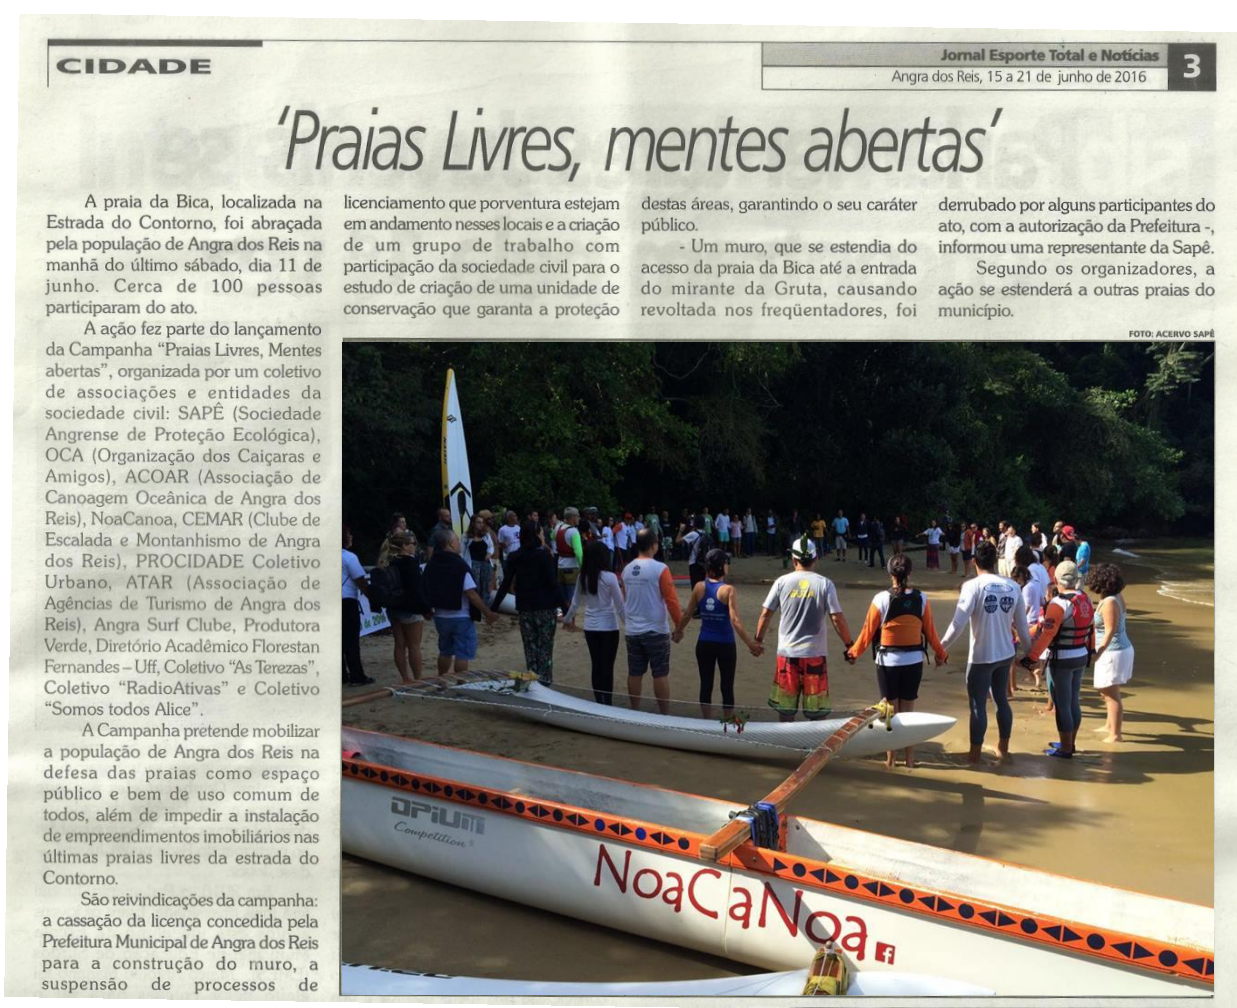 CIDADE
Jornal Esporte Total e Notícias
Angra dos Reis, 15 a 21 de junho de 2016
3
'Praias Livres, mentes abertas'
A praia da Bica, localizada na
Estrada do Contorno, foi abraçada
pela população de Angra dos Reis na
manhã do último sábado, dia 11 de
junho. Cerca de 100 pessoas
participaram do ato.
A ação fez parte do lançamento
da Campanha “Praias Livres, Mentes
abertas”, organizada por um coletivo
de associações e entidades da
sociedade civil: SAPÊ (Sociedade
Angrense de Proteção Ecológica),
OCA (Organização dos Caiçaras e
Amigos), ACOAR (Associação de
Canoagem Oceânica de Angra dos
Reis), NoaCanoa, CEMAR (Clube de
Escalada e Montanhismo de Angra
dos Reis), PROCIDADE Coletivo
Urbano, ATAR (Associação de
Agências de Turismo de Angra dos
Reis), Angra Surf Clube, Produtora
Verde, Diretório Acadêmico Florestan
Fernandes – Uff, Coletivo “As Terezas”,
Coletivo “RadioAtivas” e Coletivo
“Somos todos Alice”.
A Campanha pretende mobilizar
a população de Angra dos Reis na
defesa das praias como espaço
público e bem de uso comum de
todos, além de impedir a instalação
de empreendimentos imobiliários nas
últimas praias livres da estrada do
Contorno.
São reivindicações da campanha:
a cassação da licença concedida pela
Prefeitura Municipal de Angra dos Reis
para a construção do muro, a
suspensão de processos de
licenciamento que porventura estejam
em andamento nesses locais e a criação
de um grupo de trabalho com
participação da sociedade civil para o
estudo de criação de uma unidade de
conservação que garanta a proteção
destas áreas, garantindo o seu caráter
público.
- Um muro, que se estendia do
acesso da praia da Bica até a entrada
do mirante da Gruta, causando
revoltada nos freqüentadores, foi
derrubado por alguns participantes do
ato, com a autorização da Prefeitura -,
informou uma representante da Sapê.
Segundo os organizadores, a
ação se estenderá a outras praias do
município.
FOTO: ACERVO SAPÊ
OPIUM
Competition
NoaCaNoa
f